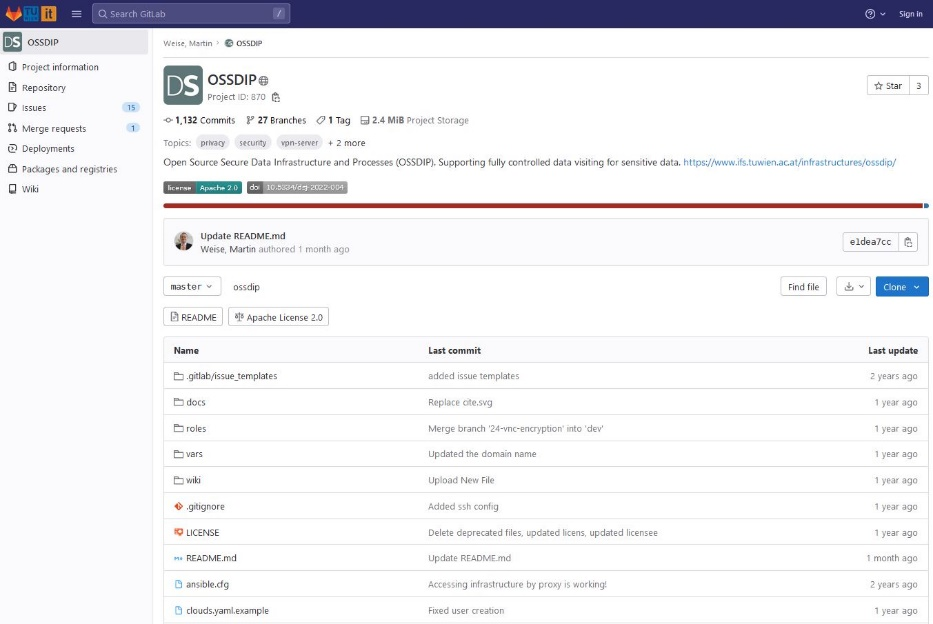 TU it Search GitLab / Sign in
DS OSSDIP
Project information
Repository
Issues 15
Merge requests 1
Deployments
Packages and registries
Wiki
Weise, Martin › OSSDIP
DS OSSDIP
Project ID: 870
Star 3
1,132 Commits 27 Branches 1 Tag 2.4 MiB Project Storage
Topics: privacy security vpn-server + 2 more
Open Source Secure Data Infrastructure and Processes (OSSDIP). Supporting fully controlled data visiting for sensitive data. https://www.ifs.tuwien.ac.at/infrastructures/ossdip/
license Apache 2.0 doi
Update README.md
Weise, Martin authored 1 month ago
e1dea7cc
master ossdip Find file Clone
README Apache License 2.0
Name Last commit Last update
.gitlab/issue_templates added issue templates 2 years ago
docs Replace cite.svg 1 year ago
roles Merge branch '24-vnc-encryption' into 'dev' 1 year ago
vars Updated the domain name 1 year ago
wiki Upload New File 1 year ago
.gitignore Added ssh config 1 year ago
LICENSE Delete deprecated files, updated licens, updated licensee 1 year ago
README.md Update README.md 1 month ago
ansible.cfg Accessing infrastructure by proxy is working! 2 years ago
clouds.yaml.example Fixed user creation 1 year ago